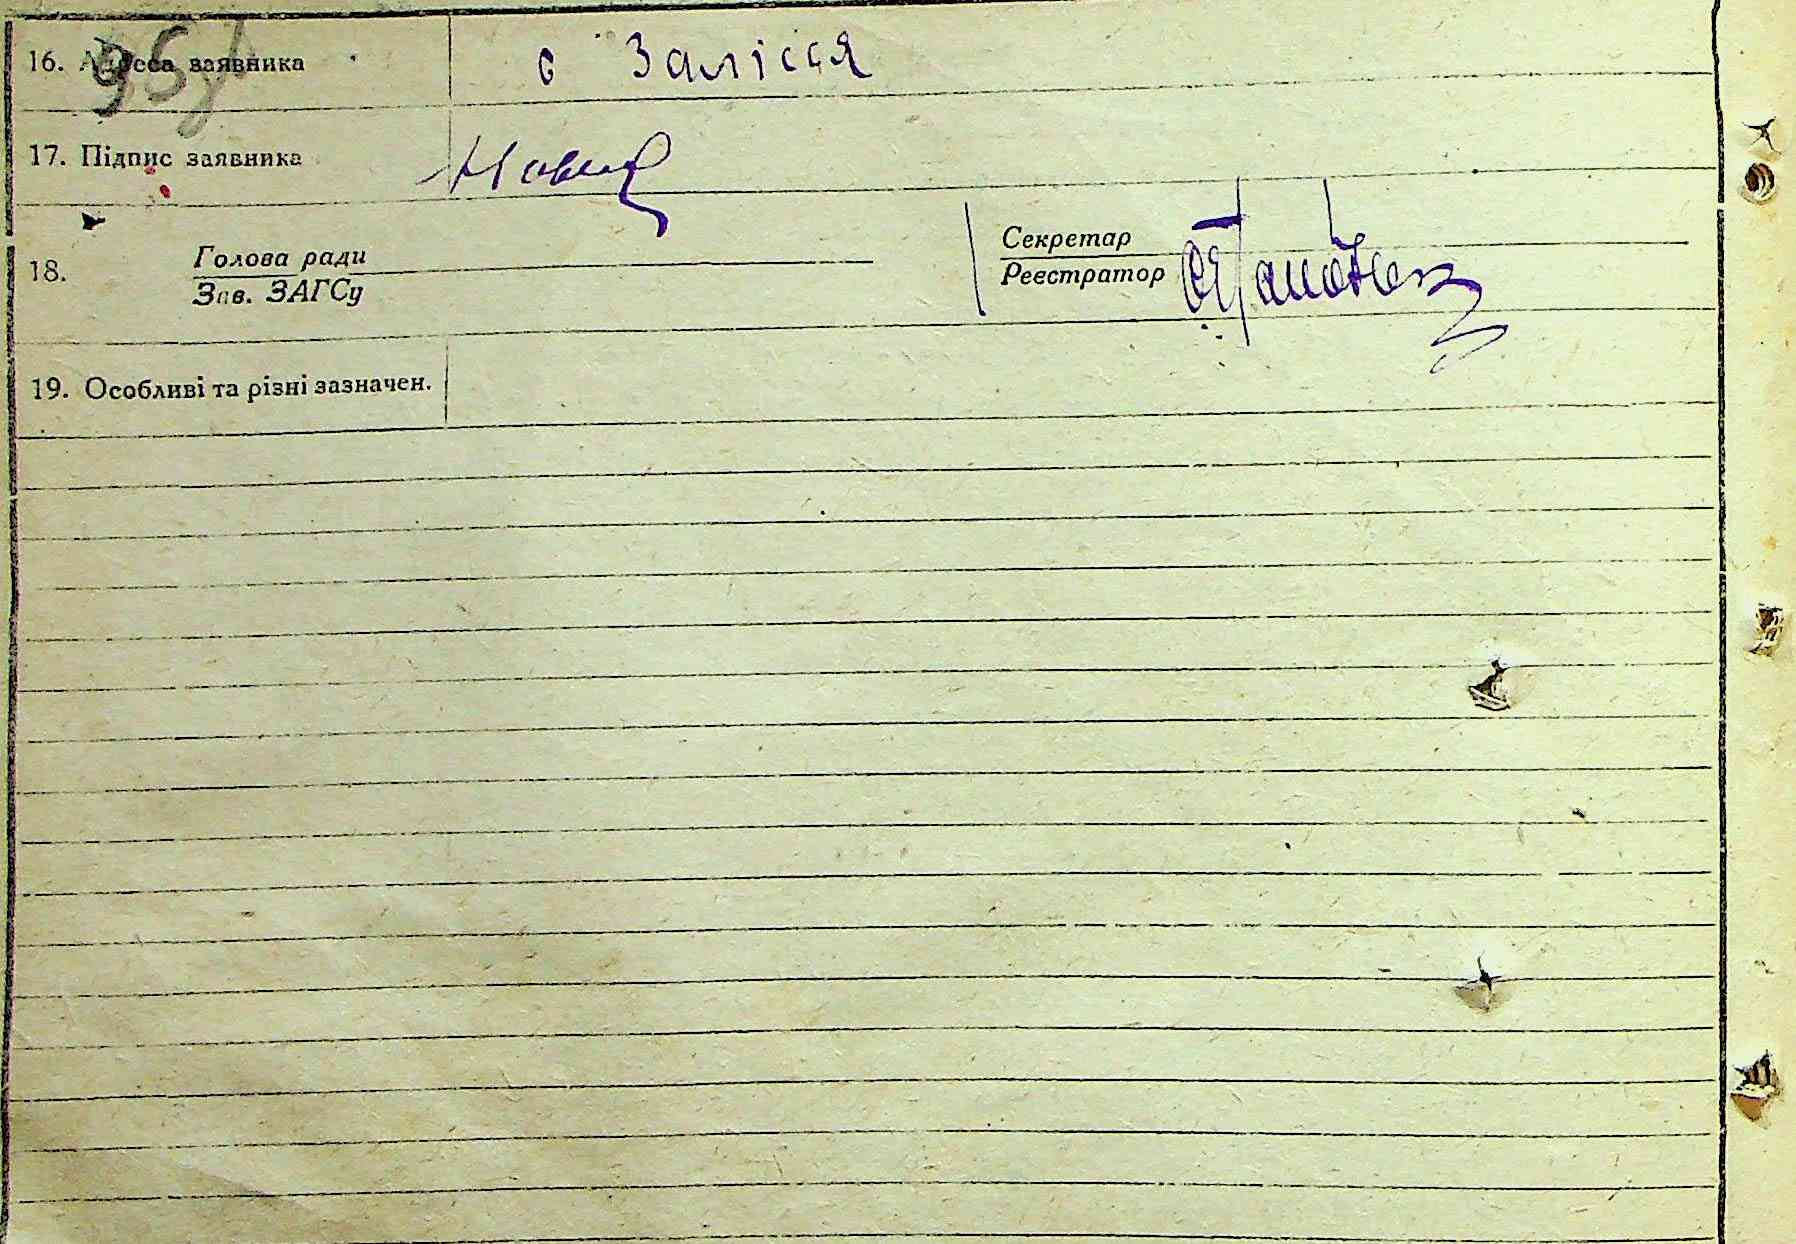 16. Адреса заявника с Залісся
17. Підпис заявника
18. Голова ради Секретар
Зав. ЗАГСу Реєстратор
19. Особливі та різні зазначен.